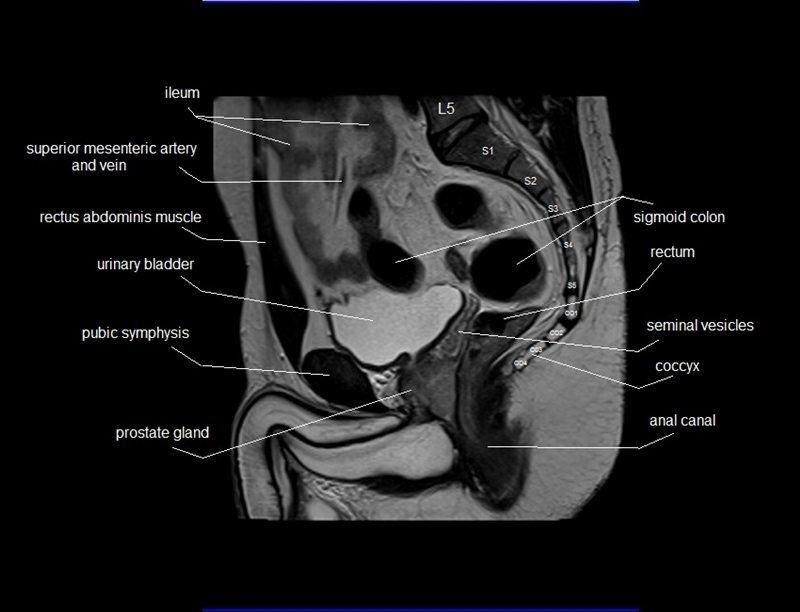 ileum
superior mesenteric artery
and vein
rectus abdominis muscle
urinary bladder
pubic symphysis
prostate gland
L5
S1
S2
S3
S4
S5
CO1
CO2
CO3
CO4
sigmoid colon
rectum
seminal vesicles
coccyx
anal canal